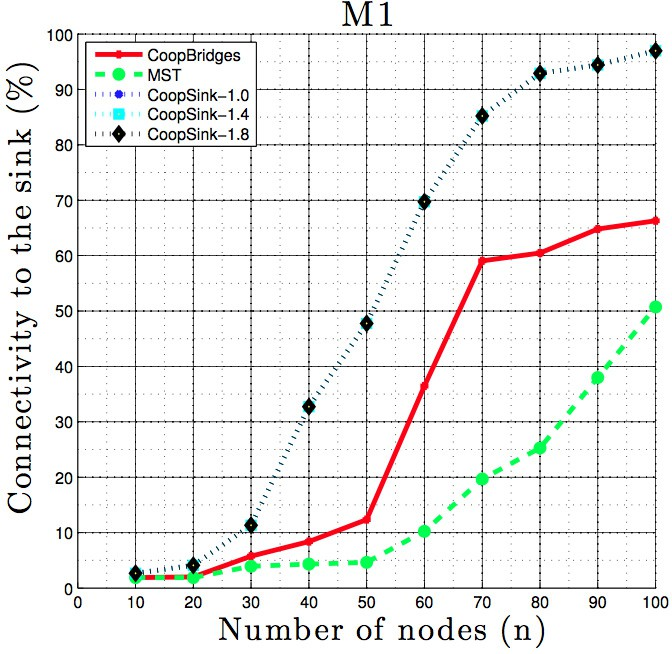 M1
Connectivity to the sink (%)
100
90
80
70
60
50
40
30
20
10
0
CoopBridges
MST
CoopSink-1.0
CoopSink-1.4
CoopSink-1.8
0 10 20 30 40 50 60 70 80 90 100
Number of nodes (n)